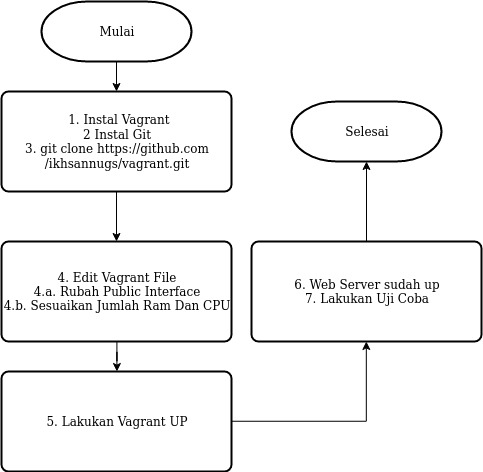 Mulai
1. Instal Vagrant
2 Instal Git
3. git clone https://github.com
/ikhsannugs/vagrant.git
4. Edit Vagrant File
4.a. Rubah Public Interface
4.b. Sesuaikan Jumlah Ram Dan CPU
5. Lakukan Vagrant UP
6. Web Server sudah up
7. Lakukan Uji Coba
Selesai